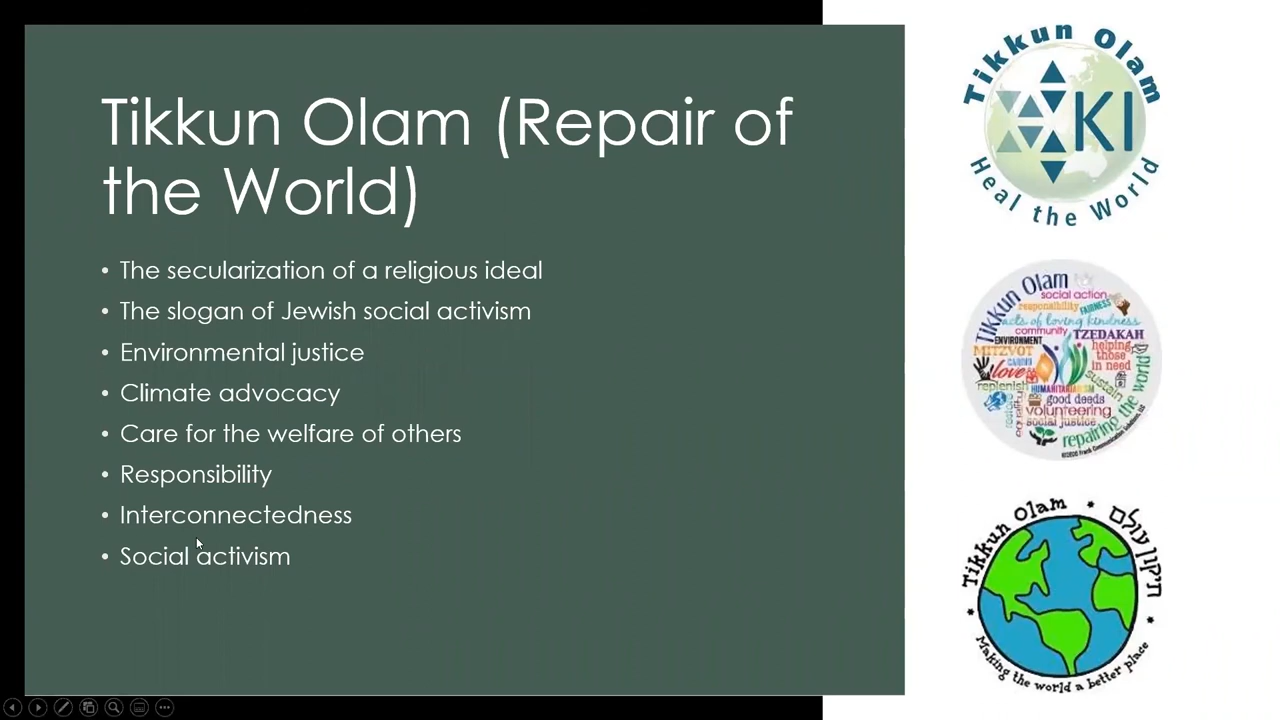 Tikkun Olam (Repair of
the World)
• The secularization of a religious ideal
• The slogan of Jewish social activism
• Environmental justice
• Climate advocacy
• Care for the welfare of others
• Responsibility
• Interconnectedness
• Social activism
Tikkun Olam
AKI
Heal the World
Tikkun Olam
social action
responsibility
FAIRNESS
acts of loving kindness
community
TZEDAKAH
ENVIRONMENT
MITZVOT
helping
those
in need
love
replenish
sustain
HUMANITARIANISM
good deeds
volunteering
social justice
repairing the world
Tikkun Olam
תיקון עולם
Making the world a better place